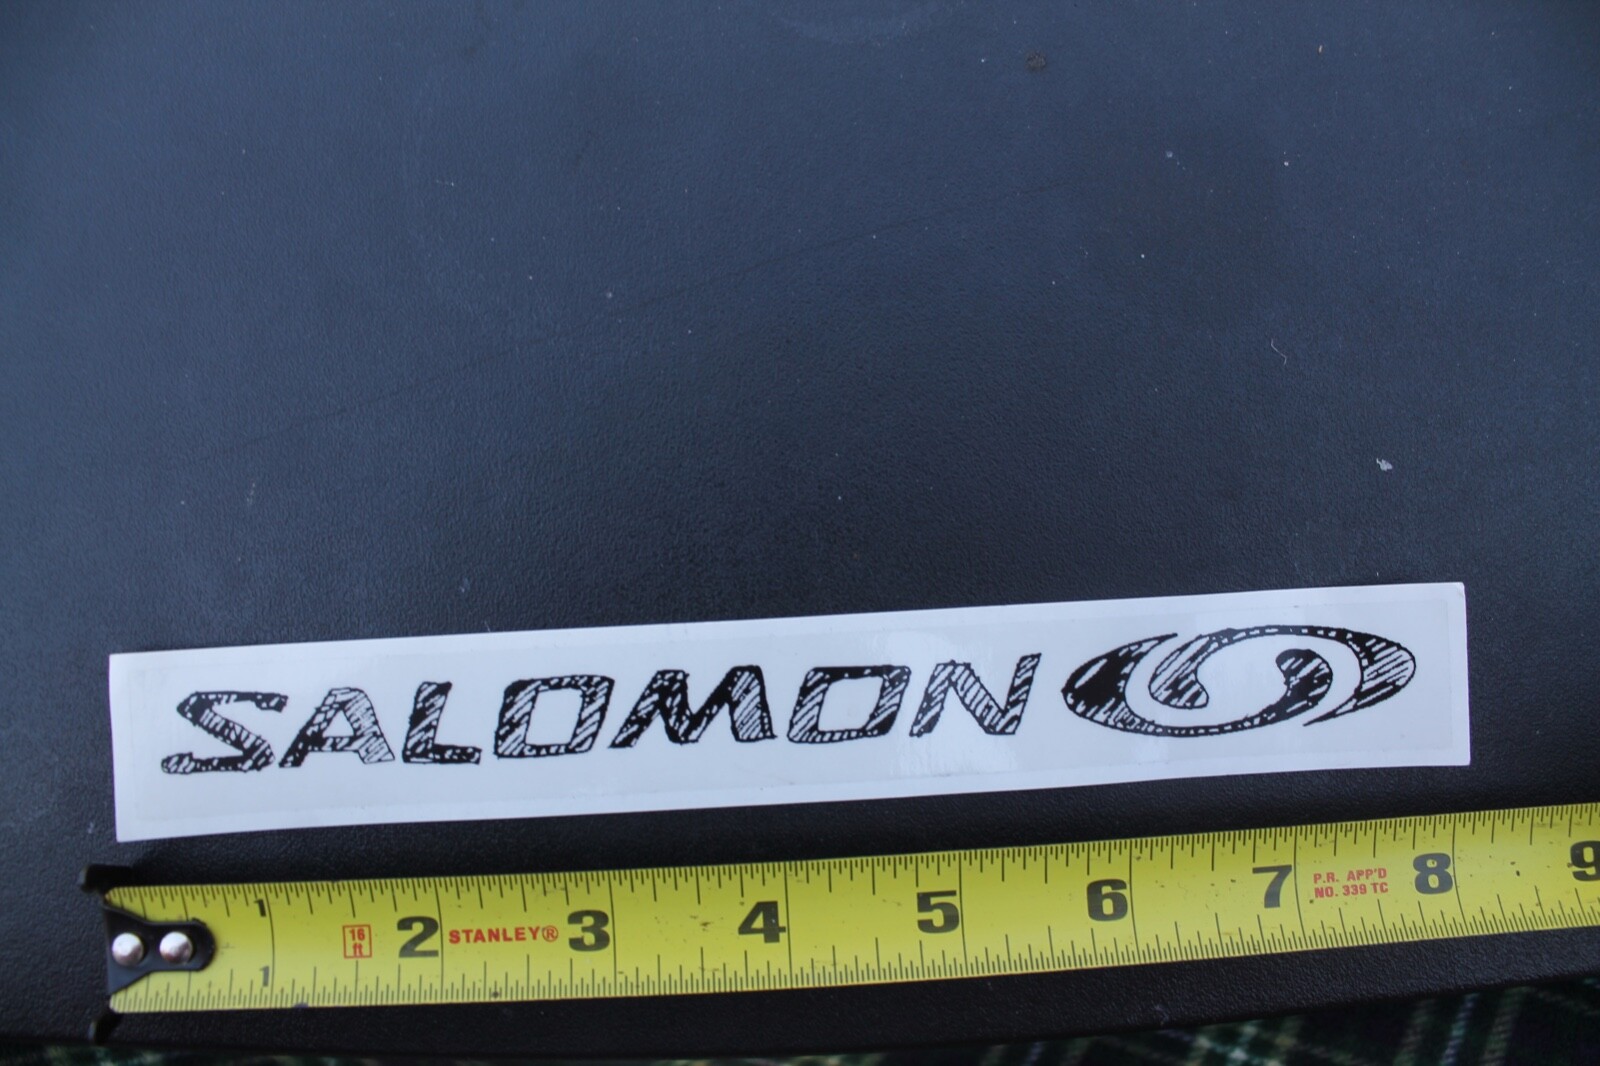 SALOMON
1 2 STANLEY® 3 4 5 6 7 P.R. APP'D 8 9
16 NO. 339 TC
ft
1